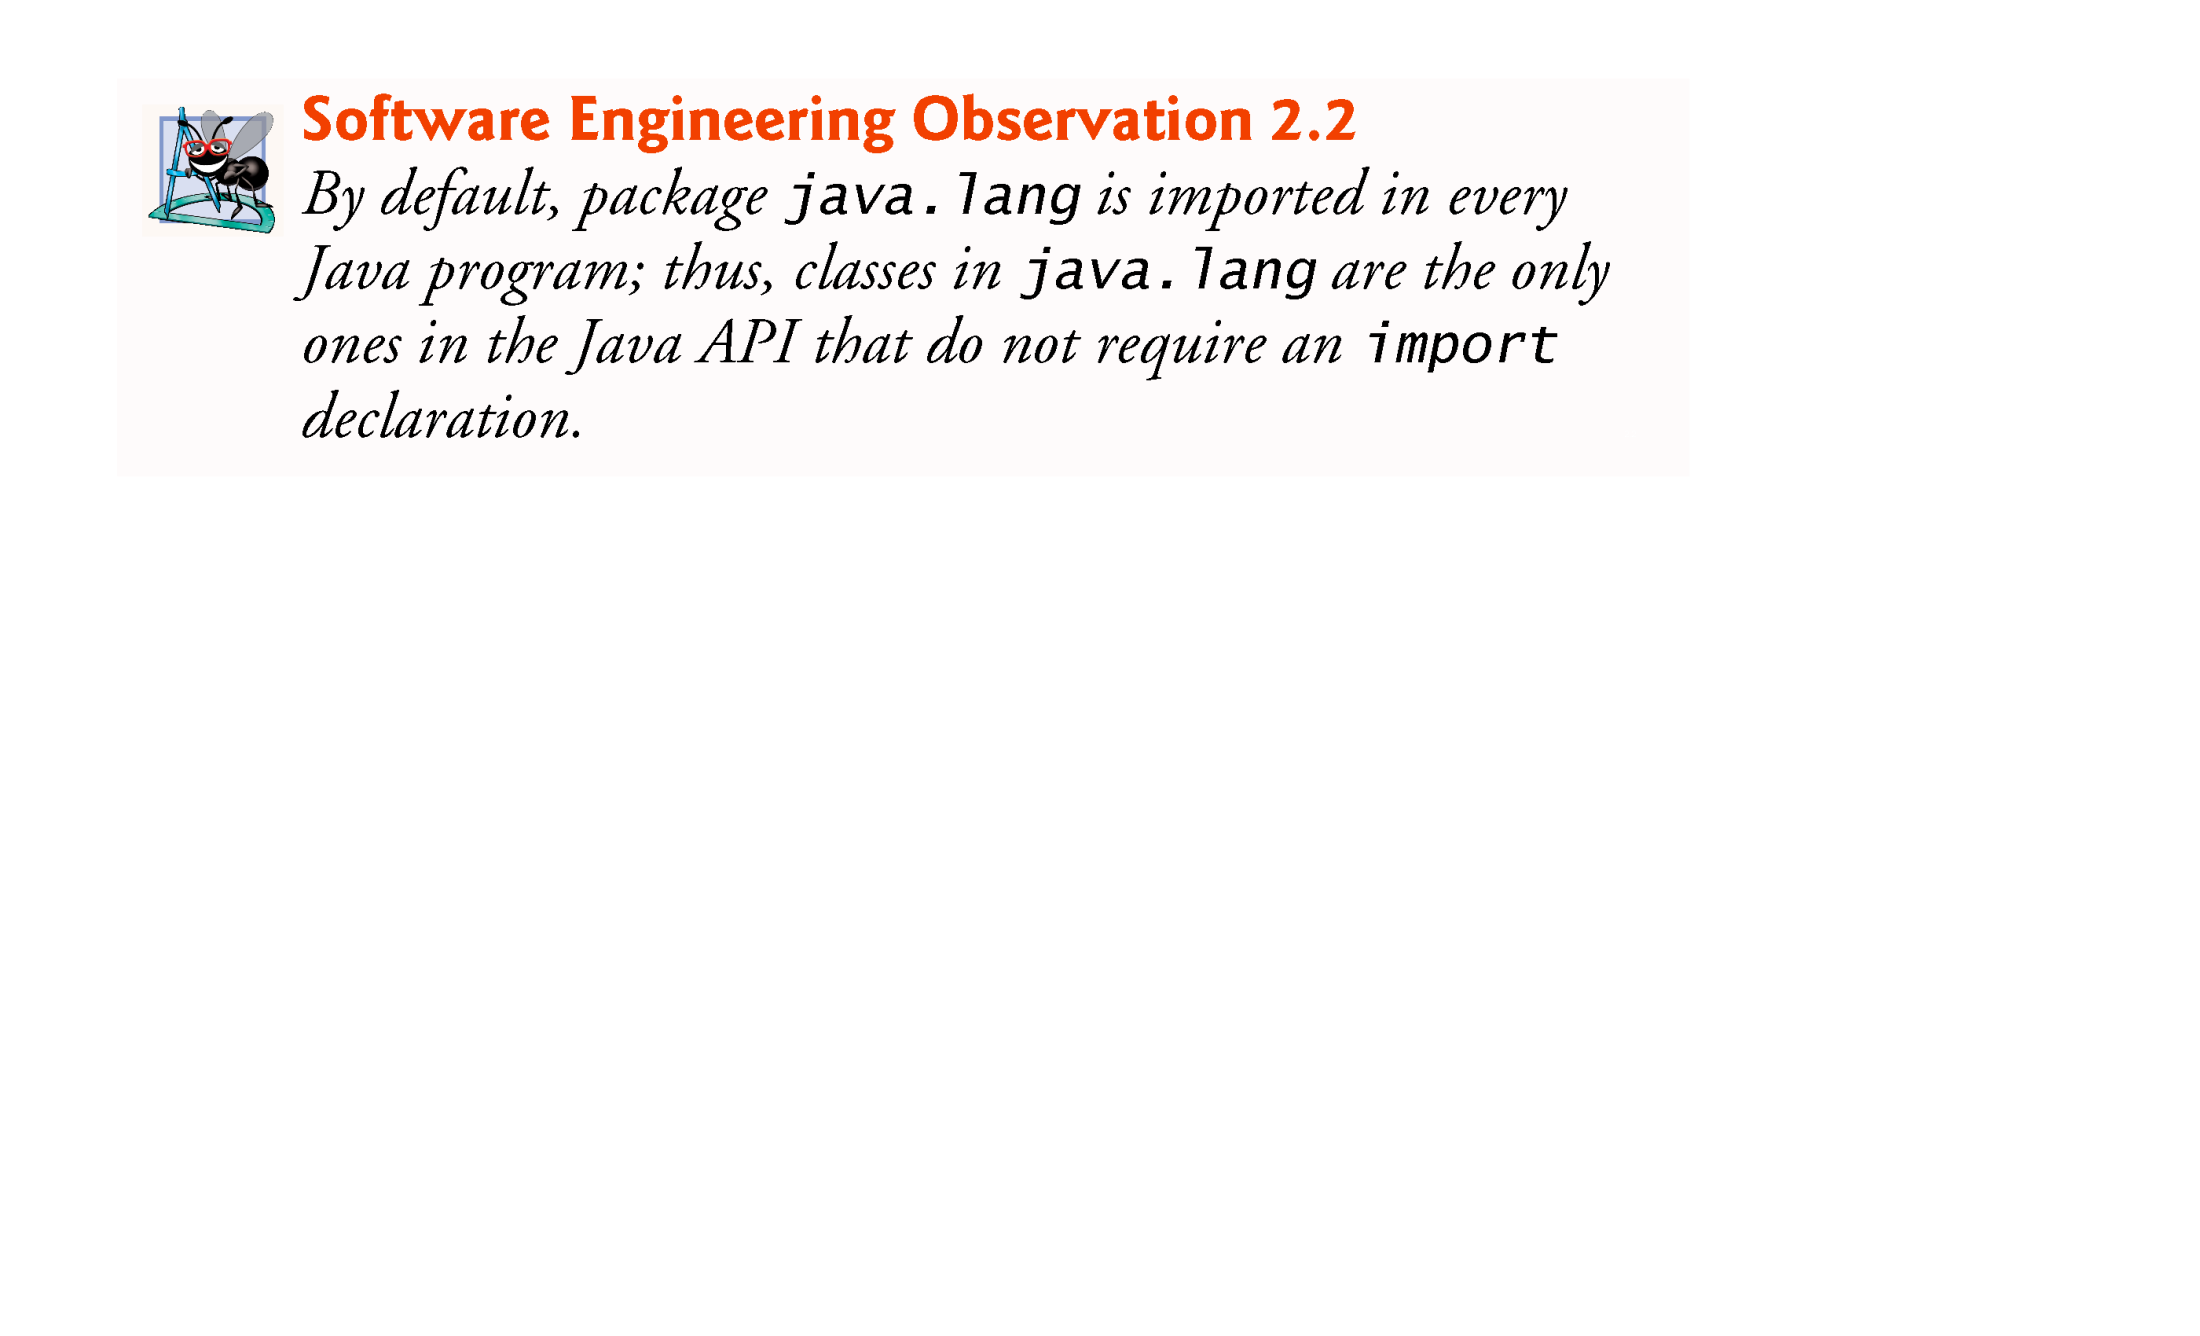 Software Engineering Observation 2.2
By default, package java.lang is imported in every
Java program; thus, classes in java.lang are the only
ones in the Java API that do not require an import
declaration.